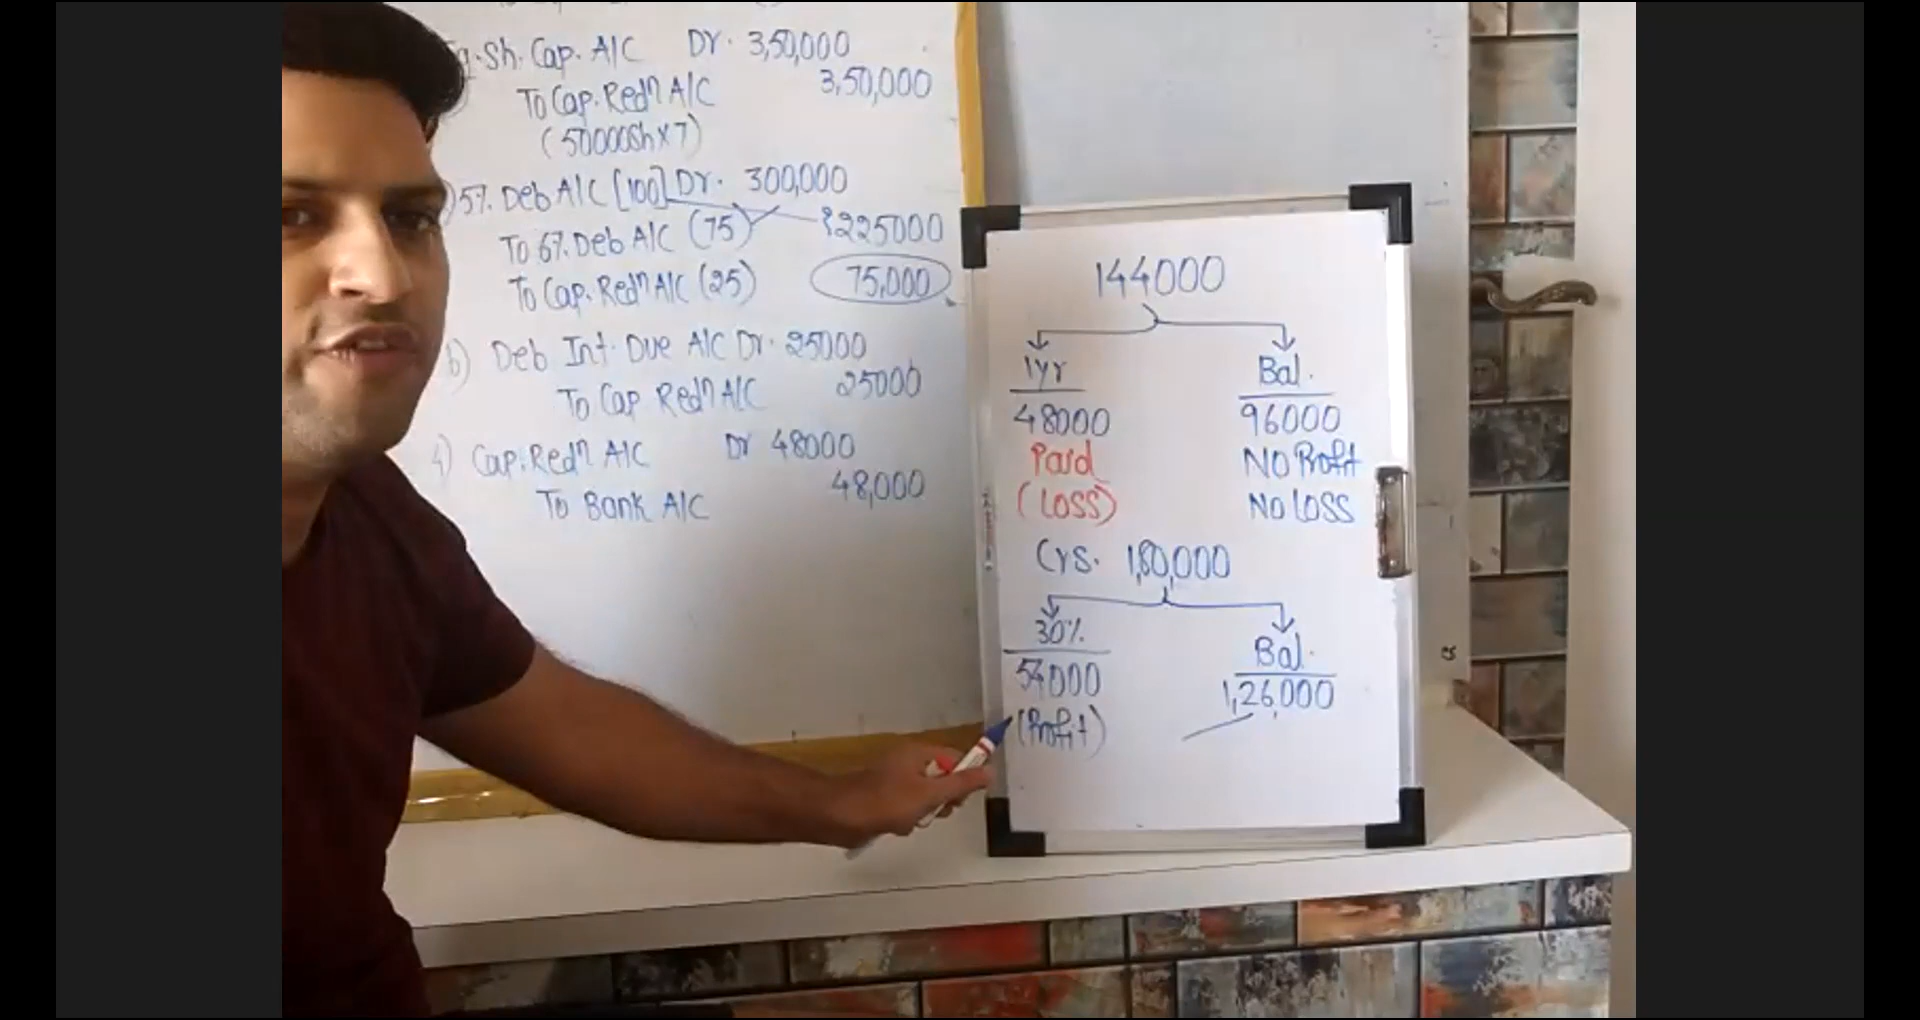 q. Sh. Cap. A/C Dr. 3,50,000
To Cap. Redn A/C 3,50,000
(50000Sh x 7)
) 5%. Deb A/C [100] Dr. 300,000
To 6%. Deb A/C (75) ₹225000
To Cap. Redn A/C (25) 75,000
b) Deb Int. Due A/C Dr. 25000
To Cap Redn A/C 25000
4) Cap. Redn A/C Dr 48000
To Bank A/C 48,000
144000
1yr Bal.
48000 96000
Paid NO Profit
(LOSS) NO LOSS
Crs. 1,80,000
30%. Bal.
54000 1,26,000
(Profit)